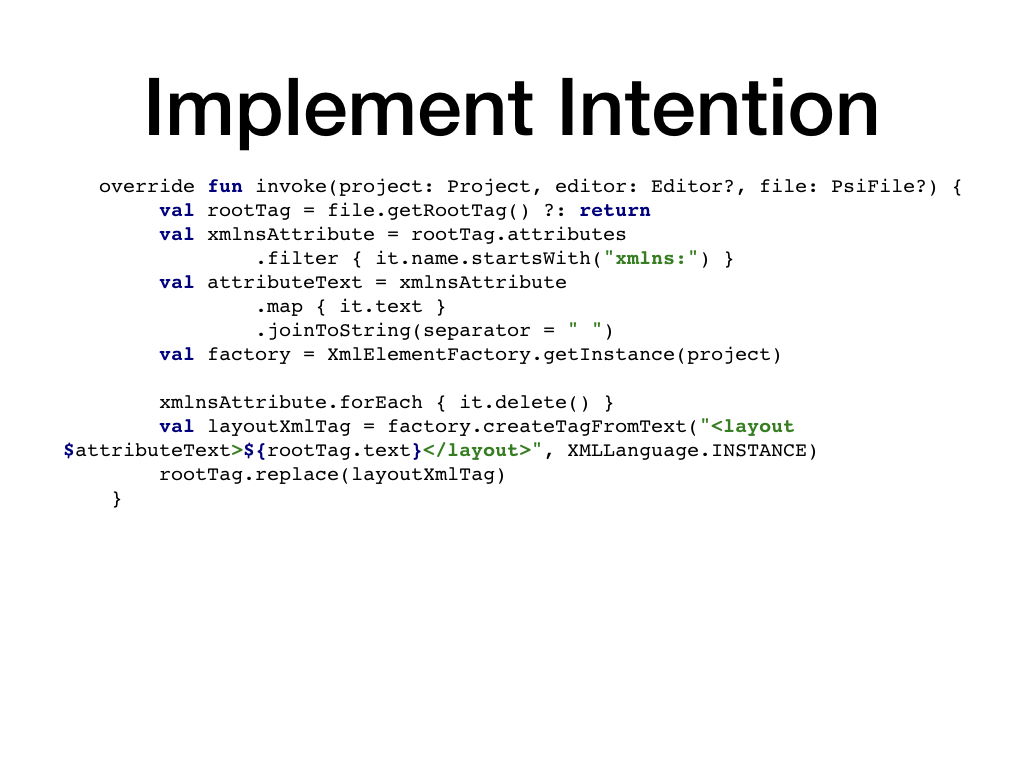 Implement Intention
override fun invoke(project: Project, editor: Editor?, file: PsiFile?) {
val rootTag = file.getRootTag() ?: return
val xmlnsAttribute = rootTag.attributes
.filter { it.name.startsWith("xmlns:") }
val attributeText = xmlnsAttribute
.map { it.text }
.joinToString(separator = " ")
val factory = XmlElementFactory.getInstance(project)
xmlnsAttribute.forEach { it.delete() }
val layoutXmlTag = factory.createTagFromText("<layout
$attributeText>${rootTag.text}</layout>", XMLLanguage.INSTANCE)
rootTag.replace(layoutXmlTag)
}